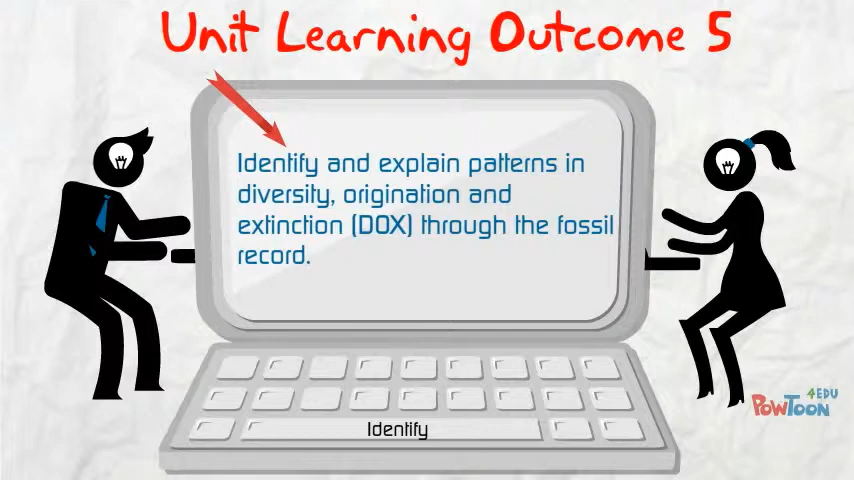 Unit Learning Outcome 5
Identify and explain patterns in
diversity, origination and
extinction (DOX) through the fossil
record.
Identify
4EDU
POWTOON